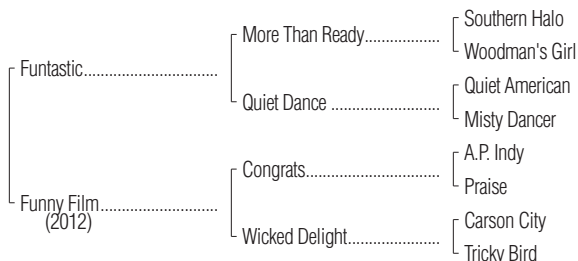 Southern Halo
More Than Ready
Woodman's Girl
Funtastic
Quiet American
Quiet Dance
Misty Dancer
A.P. Indy
Congrats
Praise
Funny Film
(2012)
Carson City
Wicked Delight
Tricky Bird